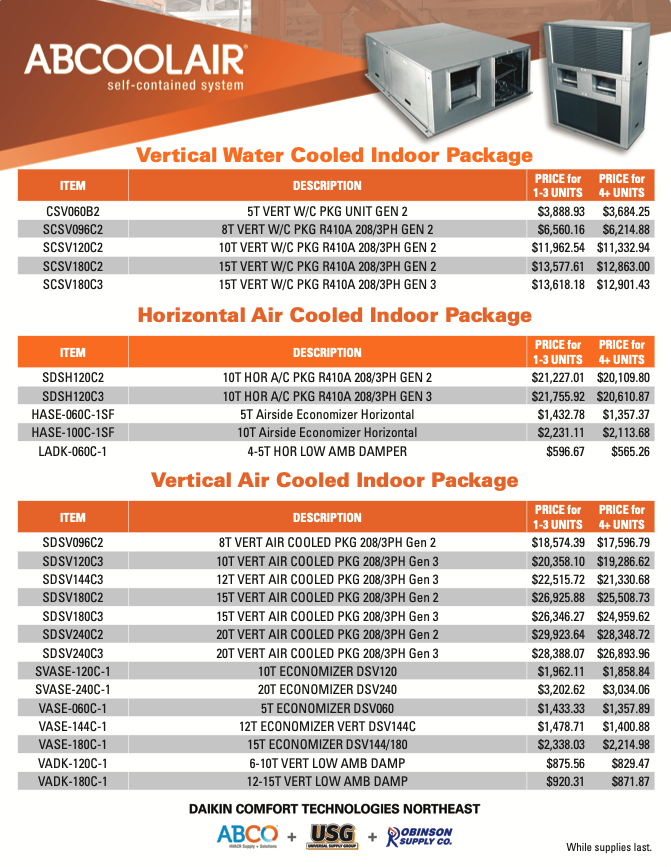 ABCOOLAIR®
self-contained system
Vertical Water Cooled Indoor Package
ITEM DESCRIPTION PRICE for 1-3 UNITS PRICE for 4+ UNITS
CSV060B2 5T VERT W/C PKG UNIT GEN 2 $3,888.93 $3,684.25
SCSV096C2 8T VERT W/C PKG R410A 208/3PH GEN 2 $6,560.16 $6,214.88
SCSV120C2 10T VERT W/C PKG R410A 208/3PH GEN 2 $11,962.54 $11,332.94
SCSV180C2 15T VERT W/C PKG R410A 208/3PH GEN 2 $13,577.61 $12,863.00
SCSV180C3 15T VERT W/C PKG R410A 208/3PH GEN 3 $13,618.18 $12,901.43
Horizontal Air Cooled Indoor Package
ITEM DESCRIPTION PRICE for 1-3 UNITS PRICE for 4+ UNITS
SDSH120C2 10T HOR A/C PKG R410A 208/3PH GEN 2 $21,227.01 $20,109.80
SDSH120C3 10T HOR A/C PKG R410A 208/3PH GEN 3 $21,755.92 $20,610.87
HASE-060C-1SF 5T Airside Economizer Horizontal $1,432.78 $1,357.37
HASE-100C-1SF 10T Airside Economizer Horizontal $2,231.11 $2,113.68
LADK-060C-1 4-5T HOR LOW AMB DAMPER $596.67 $565.26
Vertical Air Cooled Indoor Package
ITEM DESCRIPTION PRICE for 1-3 UNITS PRICE for 4+ UNITS
SDSV096C2 8T VERT AIR COOLED PKG 208/3PH Gen 2 $18,574.39 $17,596.79
SDSV120C3 10T VERT AIR COOLED PKG 208/3PH Gen 3 $20,358.10 $19,286.62
SDSV144C3 12T VERT AIR COOLED PKG 208/3PH Gen 3 $22,515.72 $21,330.68
SDSV180C2 15T VERT AIR COOLED PKG 208/3PH Gen 2 $26,925.88 $25,508.73
SDSV180C3 15T VERT AIR COOLED PKG 208/3PH Gen 3 $26,346.27 $24,959.62
SDSV240C2 20T VERT AIR COOLED PKG 208/3PH Gen 2 $29,923.64 $28,348.72
SDSV240C3 20T VERT AIR COOLED PKG 208/3PH Gen 3 $28,388.07 $26,893.96
SVASE-120C-1 10T ECONOMIZER DSV120 $1,962.11 $1,858.84
SVASE-240C-1 20T ECONOMIZER DSV240 $3,202.62 $3,034.06
VASE-060C-1 5T ECONOMIZER DSV060 $1,433.33 $1,357.89
VASE-144C-1 12T ECONOMIZER VERT DSV144C $1,478.71 $1,400.88
VASE-180C-1 15T ECONOMIZER DSV144/180 $2,338.03 $2,214.98
VADK-120C-1 6-10T VERT LOW AMB DAMP $875.56 $829.47
VADK-180C-1 12-15T VERT LOW AMB DAMP $920.31 $871.87
DAIKIN COMFORT TECHNOLOGIES NORTHEAST
ABCO + USG + ROBINSON
HVACR Supply + Solutions UNIVERSAL SUPPLY GROUP SUPPLY CO.
While supplies last.